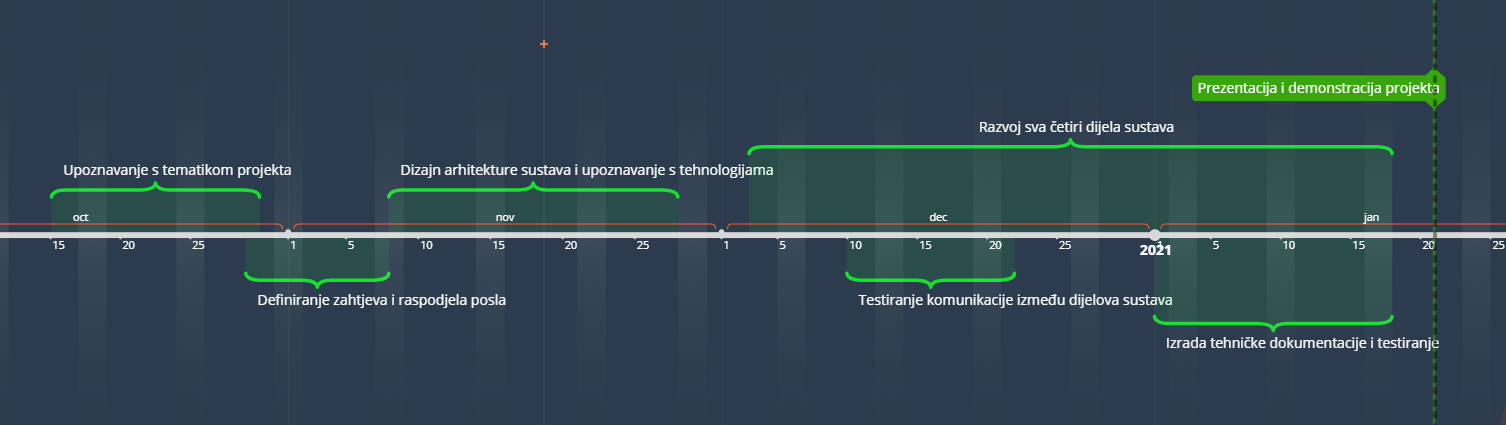 Prezentacija i demonstracija projekta
Razvoj sva četiri dijela sustava
Upoznavanje s tematikom projekta
Dizajn arhitekture sustava i upoznavanje s tehnologijama
oct nov dec jan
15 20 25 1 5 10 15 20 25 1 5 10 15 20 25 1 5 10 15 20 25
2021
Definiranje zahtjeva i raspodjela posla
Testiranje komunikacije između dijelova sustava
Izrada tehničke dokumentacije i testiranje